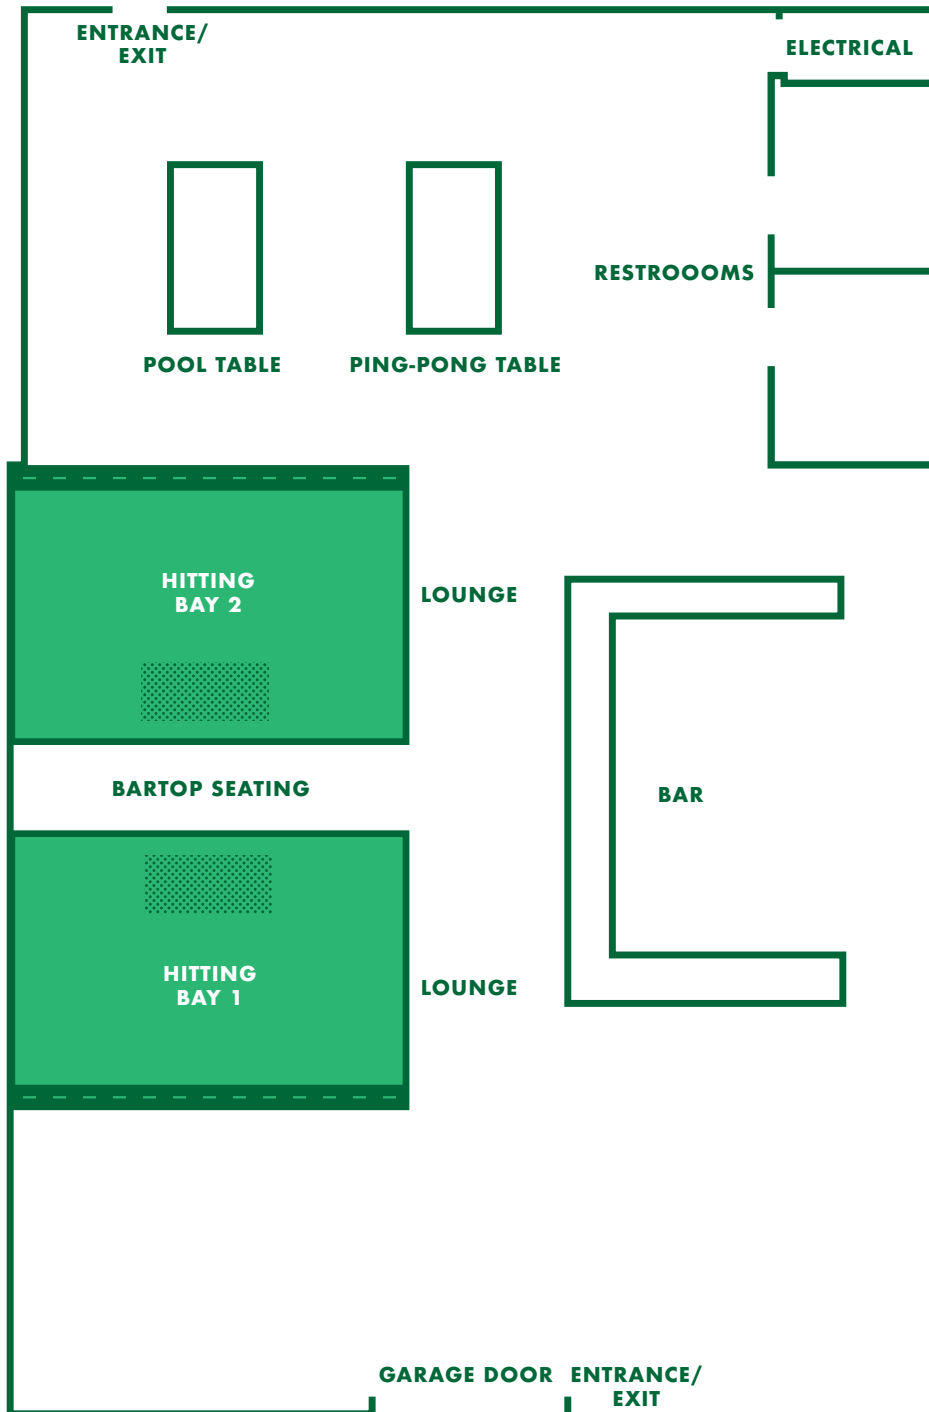 ENTRANCE/
EXIT
ELECTRICAL
RESTROOOMS
POOL TABLE
PING-PONG TABLE
HITTING
BAY 2
LOUNGE
BARTOP SEATING
BAR
HITTING
BAY 1
LOUNGE
GARAGE DOOR
ENTRANCE/
EXIT